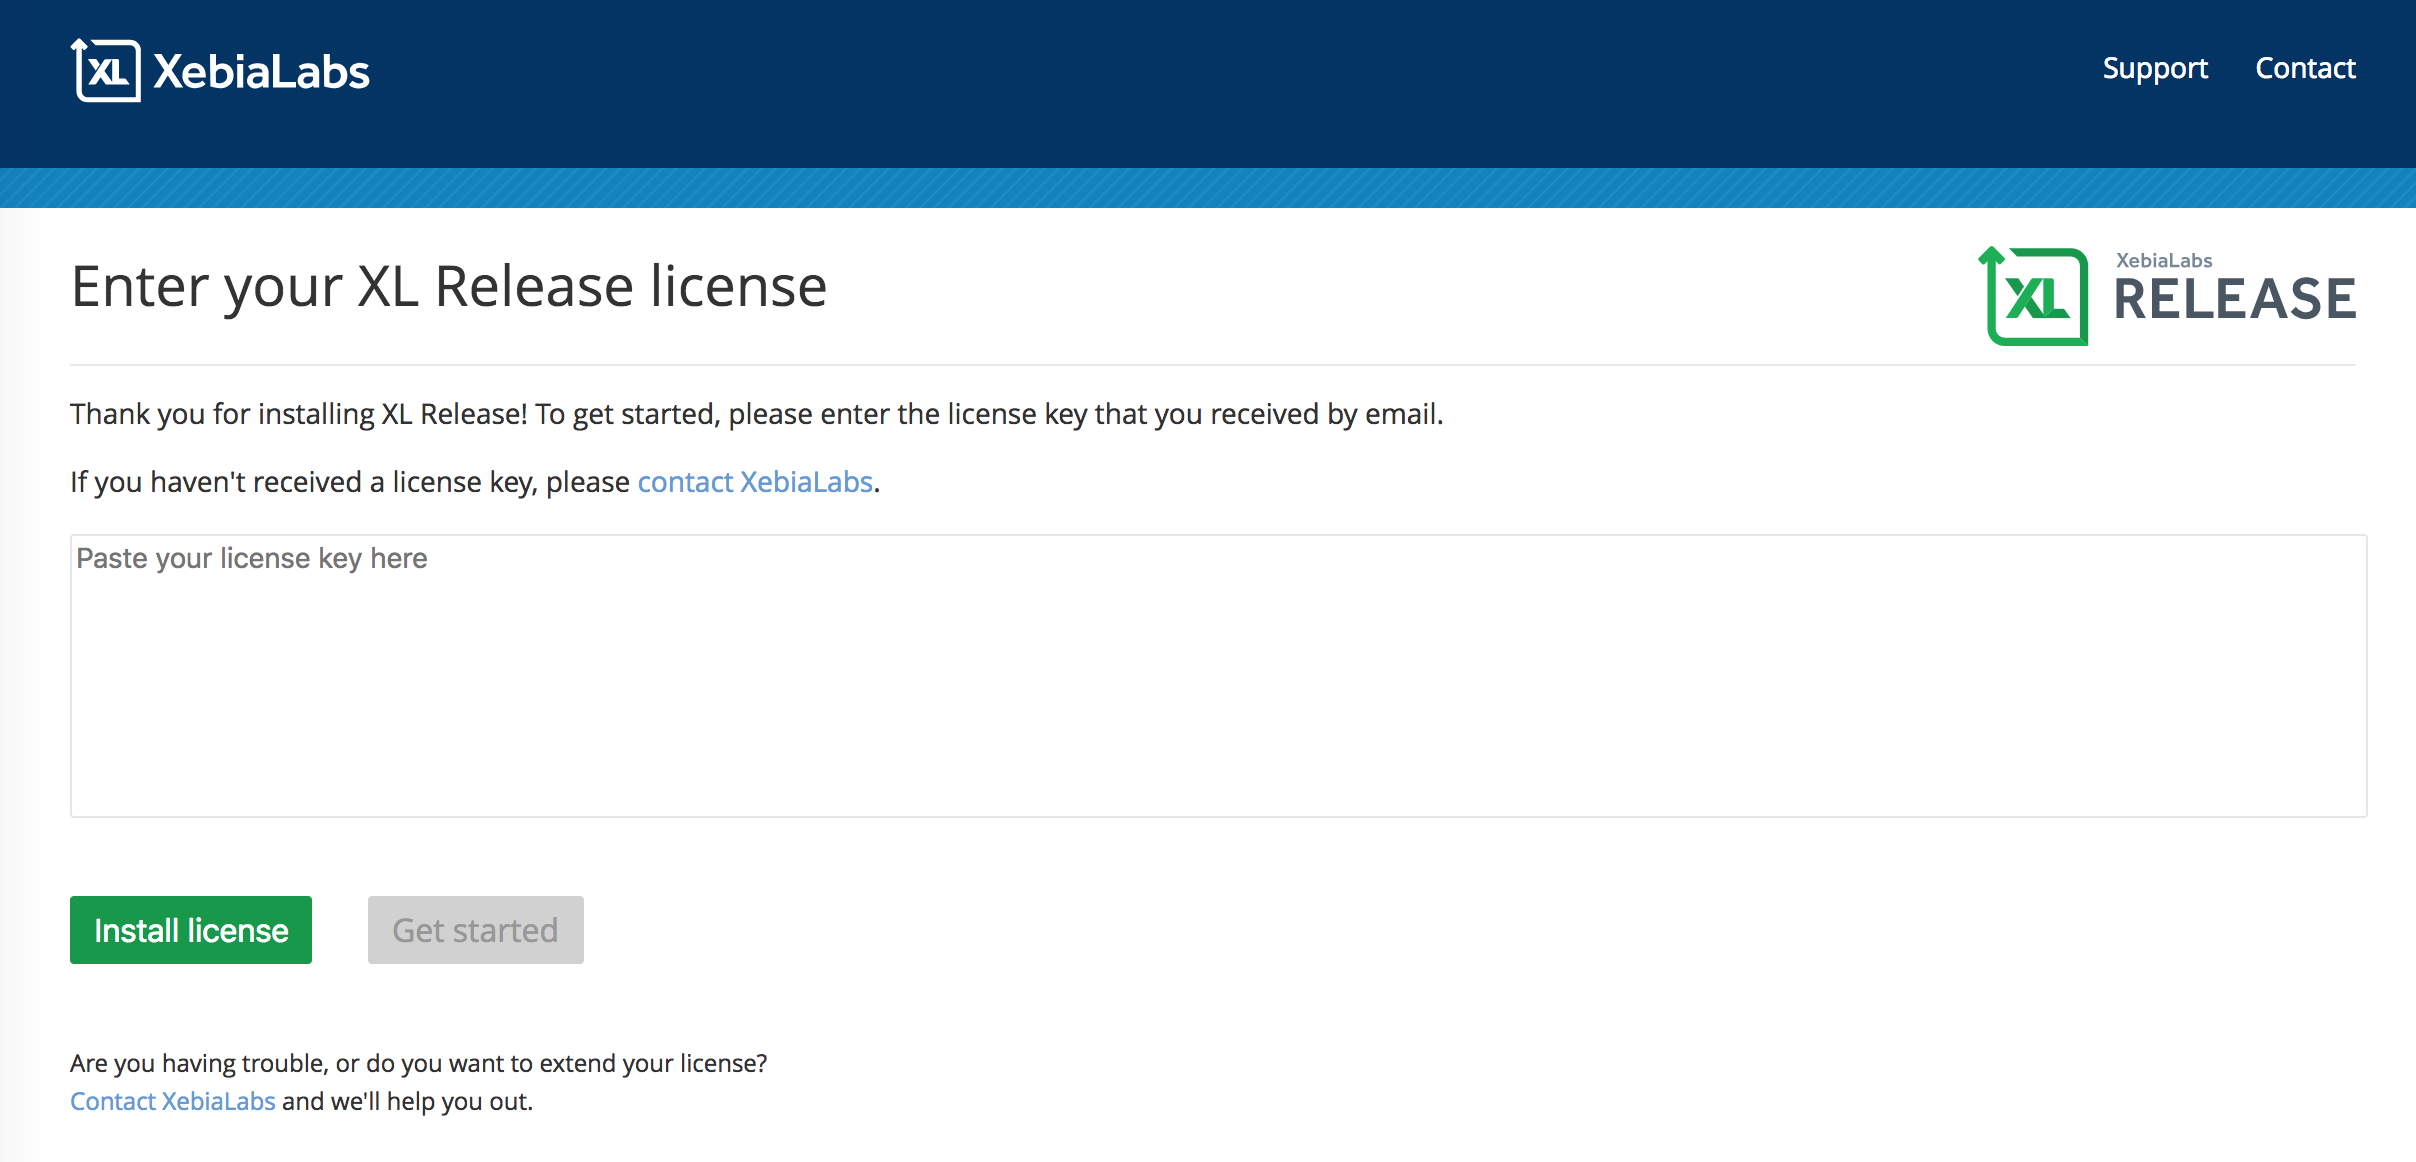 XL XebiaLabs
Support Contact
Enter your XL Release license
XL XebiaLabs
RELEASE
Thank you for installing XL Release! To get started, please enter the license key that you received by email.
If you haven't received a license key, please contact XebiaLabs.
Paste your license key here
Install license Get started
Are you having trouble, or do you want to extend your license?
Contact XebiaLabs and we'll help you out.